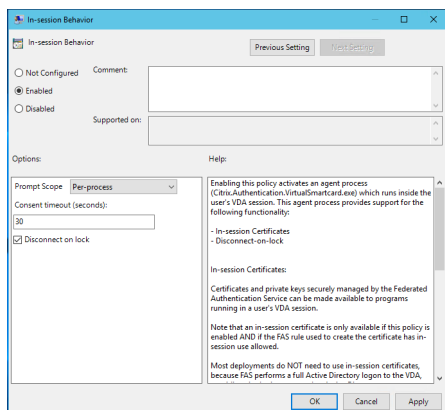 In-session Behavior
In-session Behavior
Previous Setting
Next Setting
Not Configured
Comment:
Enabled
Disabled
Supported on:
Options:
Help:
Prompt Scope Per-process
Consent timeout (seconds):
30
Disconnect on lock
Enabling this policy activates an agent process
(Citrix.Authentication.VirtualSmartcard.exe) which runs inside the
user's VDA session. This agent process provides support for the
following functionality:
- In-session Certificates
- Disconnect-on-lock
In-session Certificates:
Certificates and private keys securely managed by the Federated
Authentication Service can be made available to programs
running in a user's VDA session.
Note that an in-session certificate is only available if this policy is
enabled AND if the FAS rule used to create the certificate has in-
session use allowed.
Most deployments do NOT need to use in-session certificates,
because FAS performs a full Active Directory logon to the VDA,
OK
Cancel
Apply